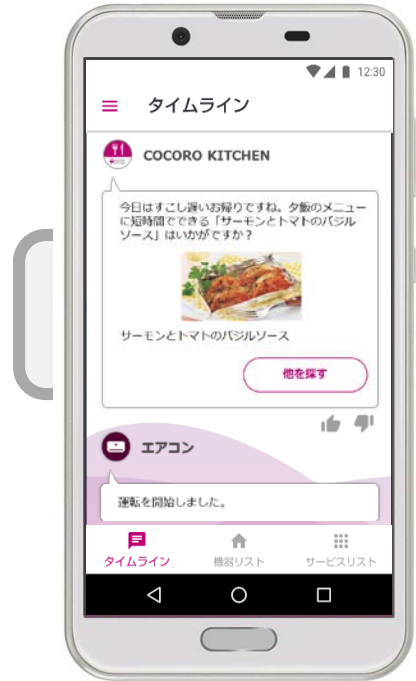 12:30
タイムライン
COCORO KITCHEN
今日はすこし遅いお帰りですね。夕飯のメニュー
に短時間でできる「サーモンとトマトのバジル
ソース」はいかがですか？
サーモンとトマトのバジルソース
他を探す
エアコン
運転を開始しました。
タイムライン
機器リスト
サービスリスト